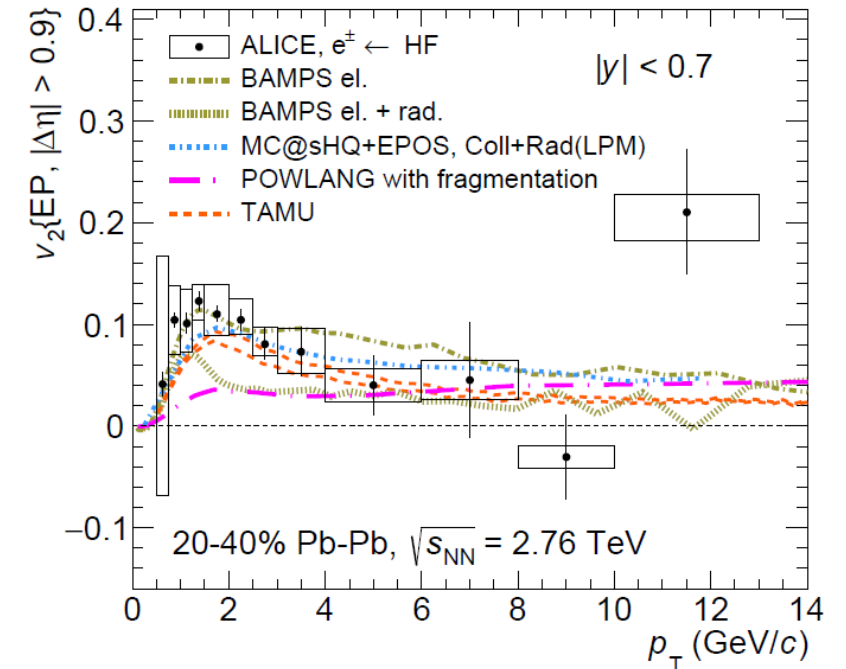 v₂{EP, |Δη| > 0.9}
0.4
0.3
0.2
0.1
0
−0.1
ALICE, e± ← HF
BAMPS el.
BAMPS el. + rad.
MC@sHQ+EPOS, Coll+Rad(LPM)
POWLANG with fragmentation
TAMU
|y| < 0.7
20-40% Pb-Pb, √sNN = 2.76 TeV
0 2 4 6 8 10 12 14
pT (GeV/c)